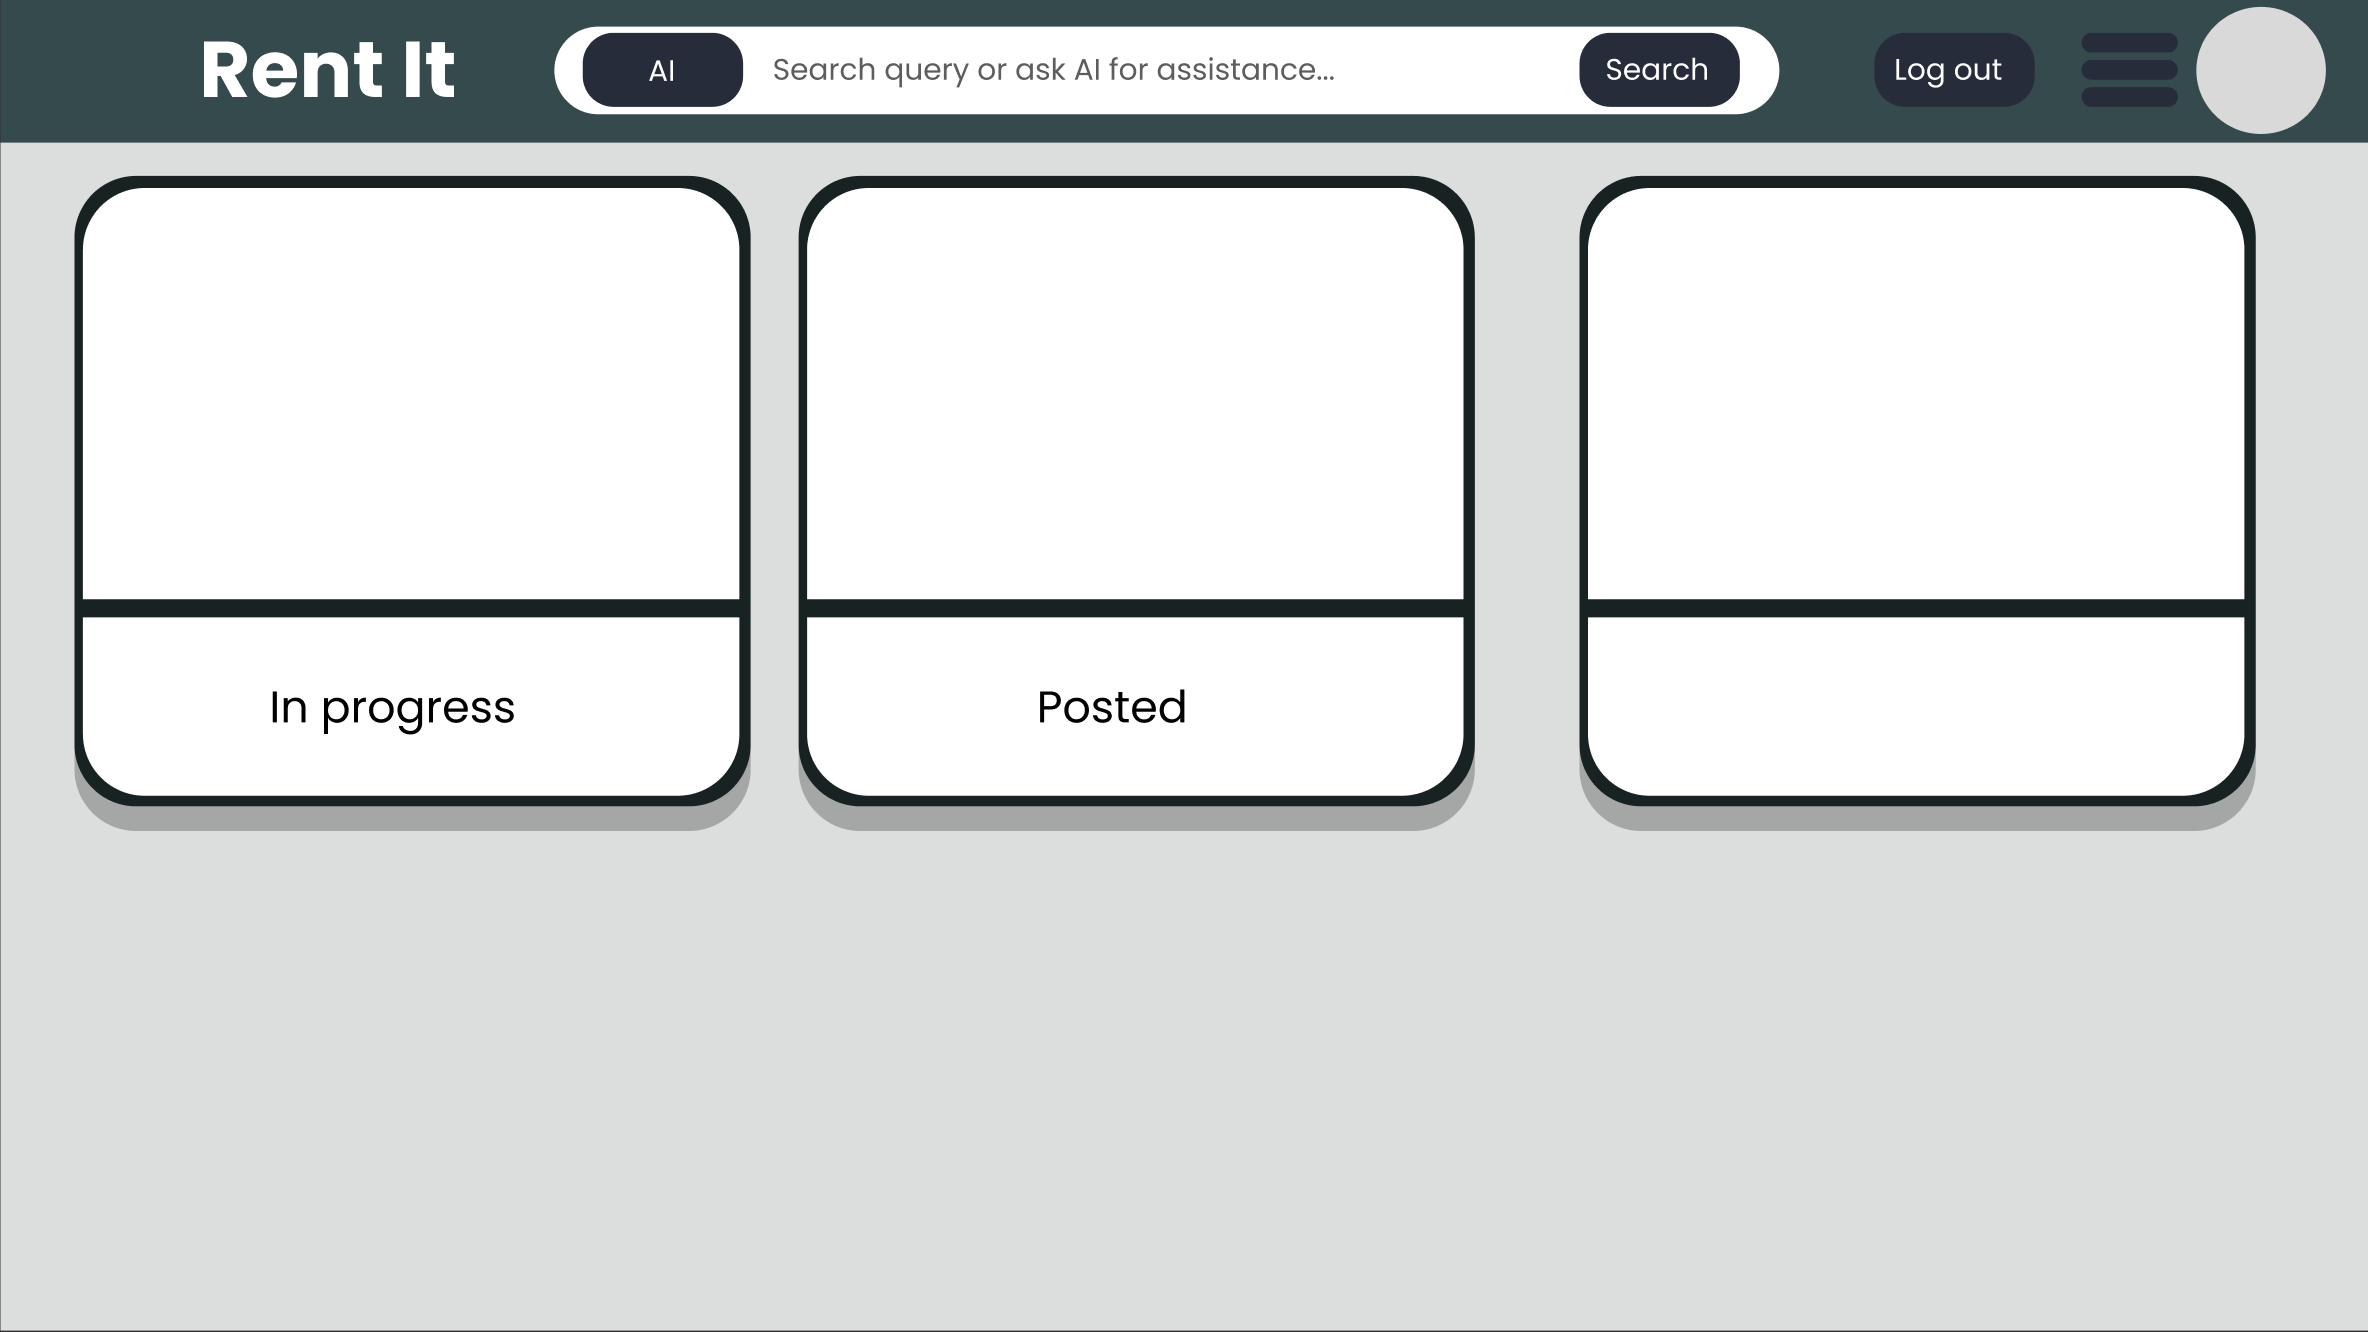 Rent It
AI
Search query or ask AI for assistance...
Search
Log out
In progress
Posted